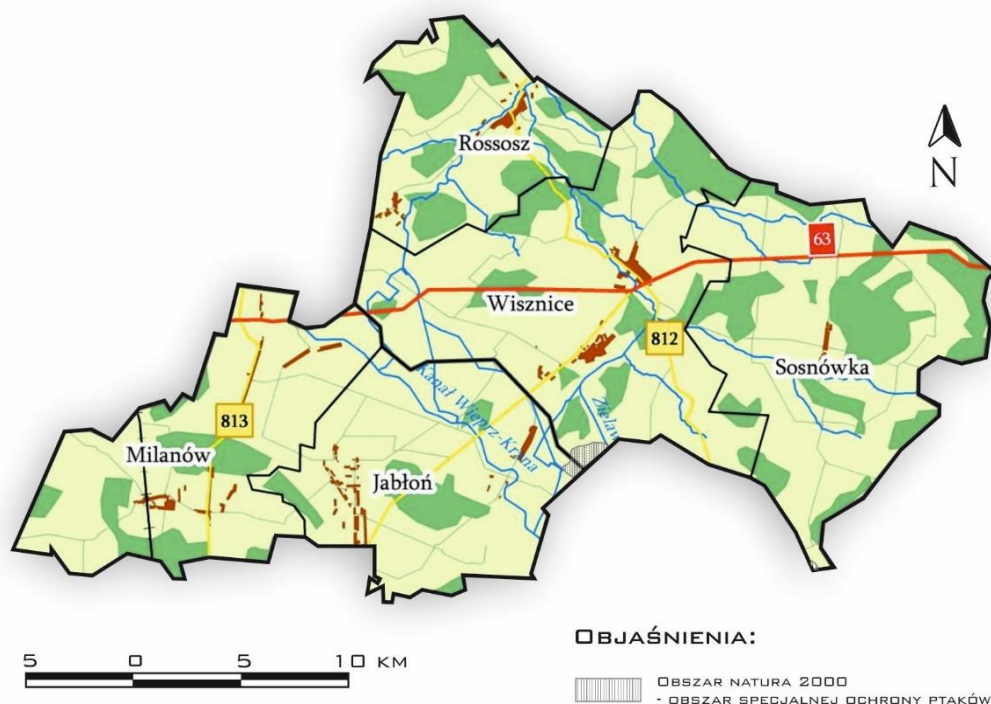 Rossosz
N
63
Wisznice
812
Sosnówka
Kanał Wieprz-Krzna
813
Milanów
Jabłoń
OBJAŚNIENIA:
5 0 5 10 KM
OBSZAR NATURA 2000
- OBSZAR SPECJALNEJ OCHRONY PTAKÓW